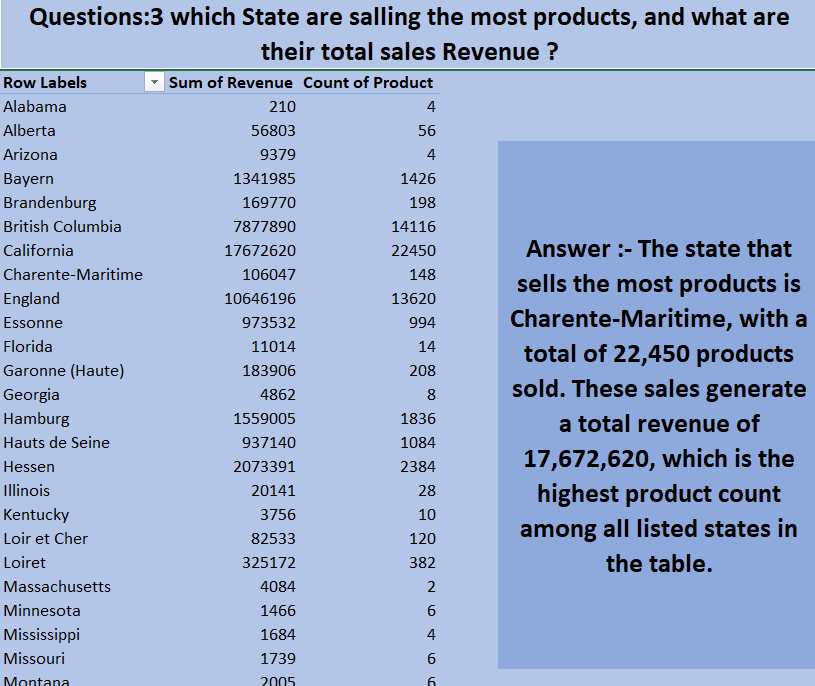 Questions:3 which State are salling the most products, and what are
their total sales Revenue ?
Row Labels Sum of Revenue Count of Product
Alabama 210 4
Alberta 56803 56
Arizona 9379 4
Bayern 1341985 1426
Brandenburg 169770 198
British Columbia 7877890 14116
California 17672620 22450
Charente-Maritime 106047 148
England 10646196 13620
Essonne 973532 994
Florida 11014 14
Garonne (Haute) 183906 208
Georgia 4862 8
Hamburg 1559005 1836
Hauts de Seine 937140 1084
Hessen 2073391 2384
Illinois 20141 28
Kentucky 3756 10
Loir et Cher 82533 120
Loiret 325172 382
Massachusetts 4084 2
Minnesota 1466 6
Mississippi 1684 4
Missouri 1739 6
Montana 2005 6
Answer :- The state that
sells the most products is
Charente-Maritime, with a
total of 22,450 products
sold. These sales generate
a total revenue of
17,672,620, which is the
highest product count
among all listed states in
the table.